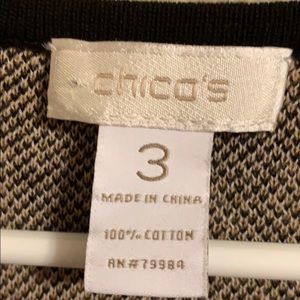 chico's
3
MADE IN CHINA
100% COTTON
RN#79984